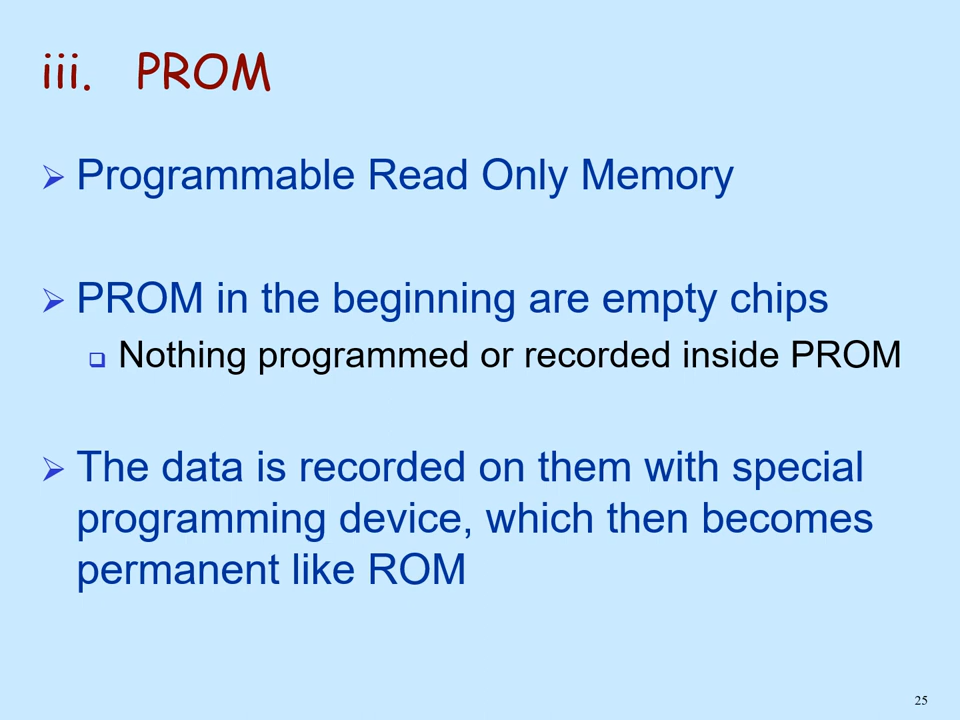 iii. PROM
➢ Programmable Read Only Memory
➢ PROM in the beginning are empty chips
❑ Nothing programmed or recorded inside PROM
➢ The data is recorded on them with special
programming device, which then becomes
permanent like ROM
25